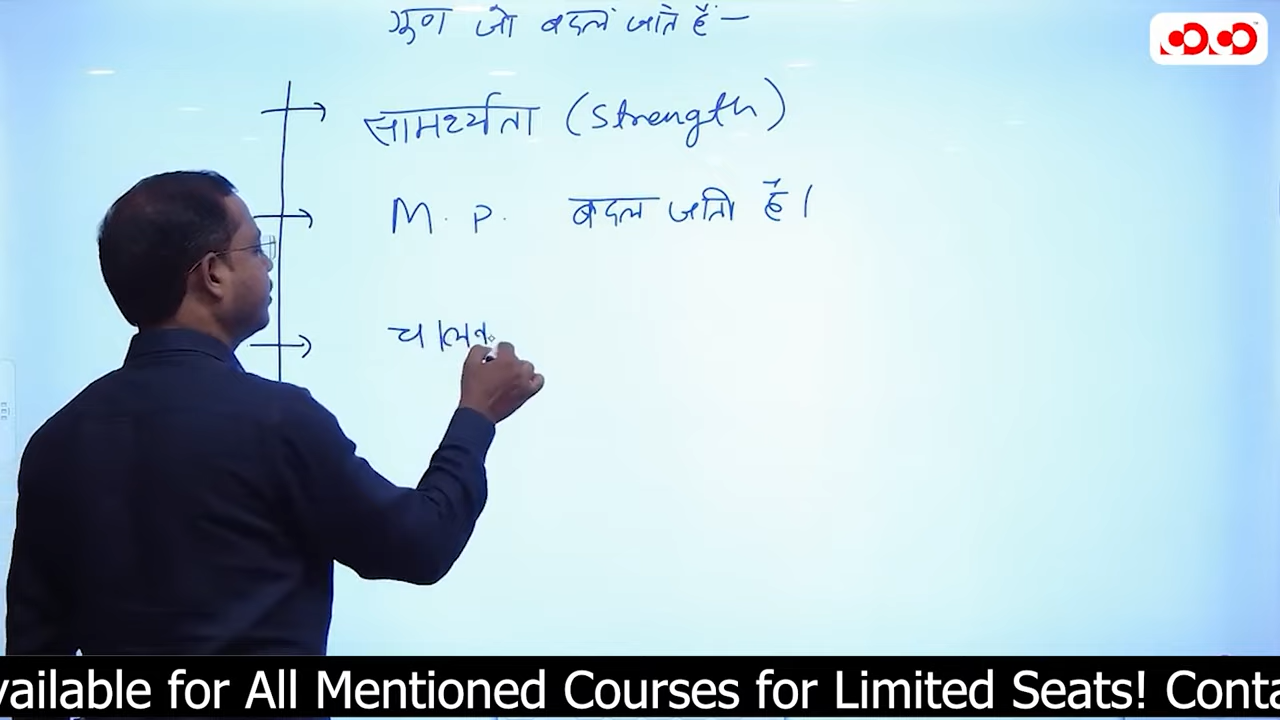 गुण जो बदल जाते हैं -
सामर्थ्यता (Strength)
M. P. बदल जाती है।
चालक
vailable for All Mentioned Courses for Limited Seats! Conta